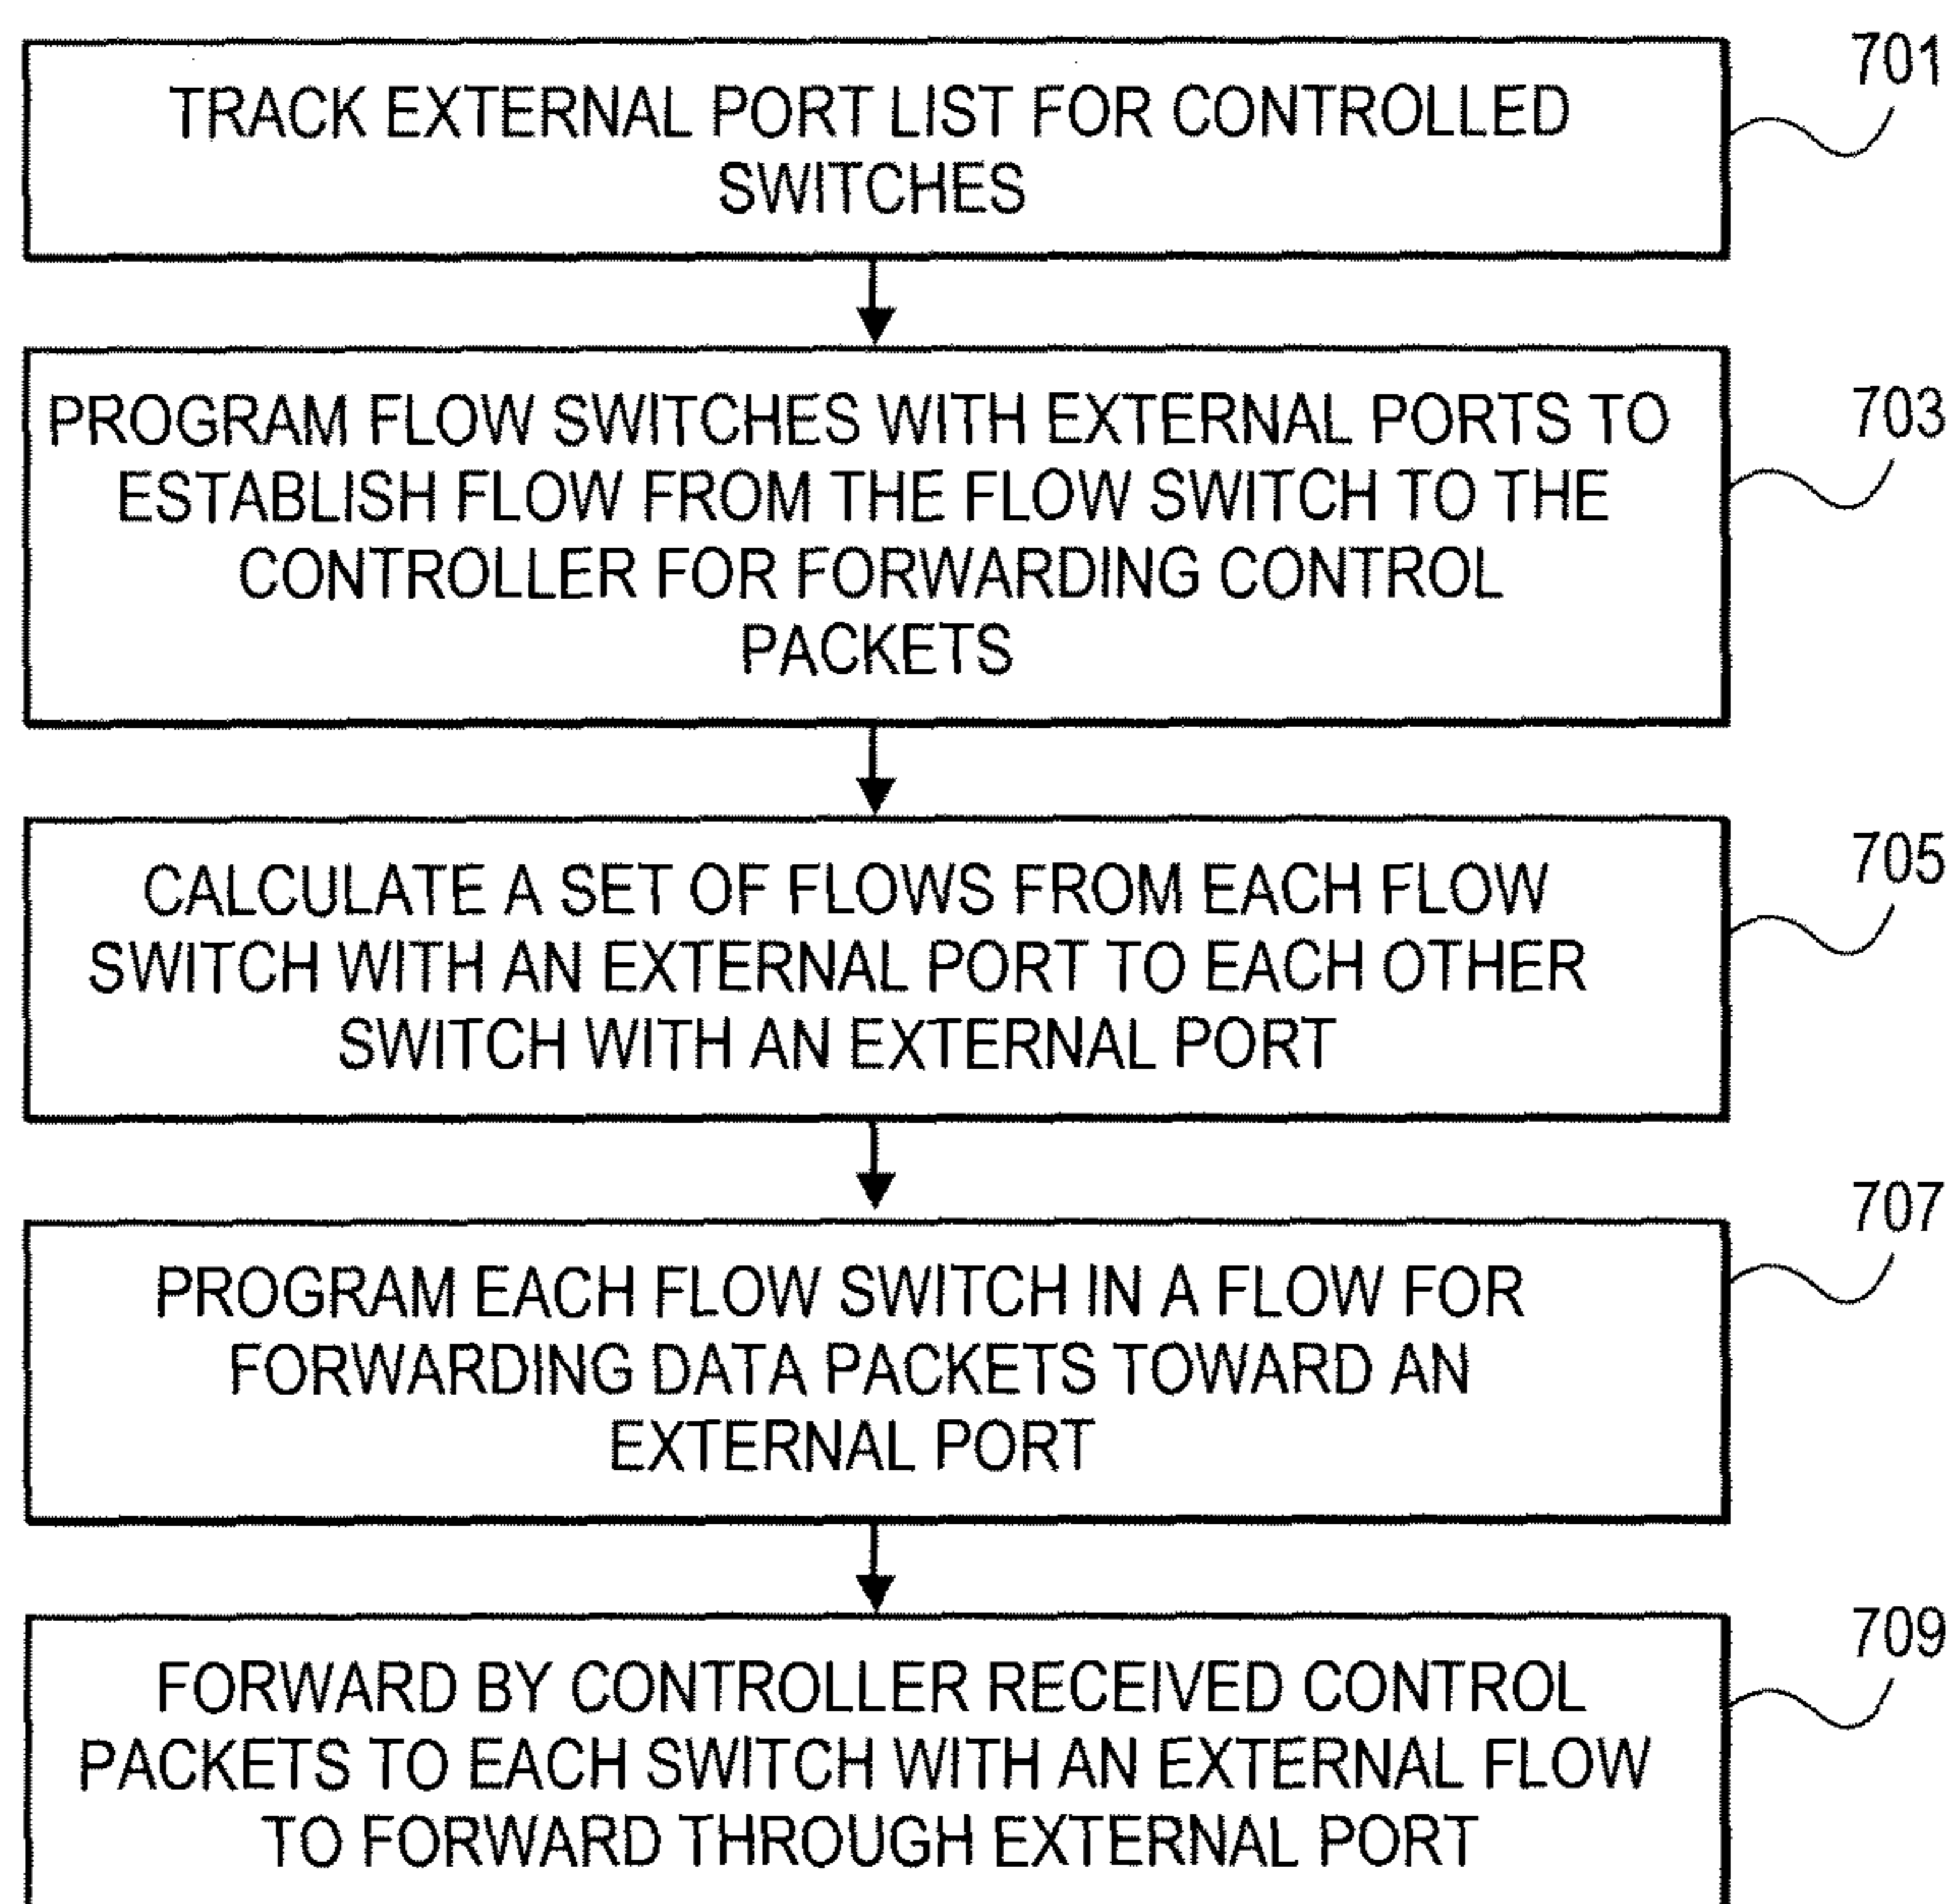 701
TRACK EXTERNAL PORT LIST FOR CONTROLLED
SWITCHES
703
PROGRAM FLOW SWITCHES WITH EXTERNAL PORTS TO
ESTABLISH FLOW FROM THE FLOW SWITCH TO THE
CONTROLLER FOR FORWARDING CONTROL
PACKETS
705
CALCULATE A SET OF FLOWS FROM EACH FLOW
SWITCH WITH AN EXTERNAL PORT TO EACH OTHER
SWITCH WITH AN EXTERNAL PORT
707
PROGRAM EACH FLOW SWITCH IN A FLOW FOR
FORWARDING DATA PACKETS TOWARD AN
EXTERNAL PORT
709
FORWARD BY CONTROLLER RECEIVED CONTROL
PACKETS TO EACH SWITCH WITH AN EXTERNAL FLOW
TO FORWARD THROUGH EXTERNAL PORT